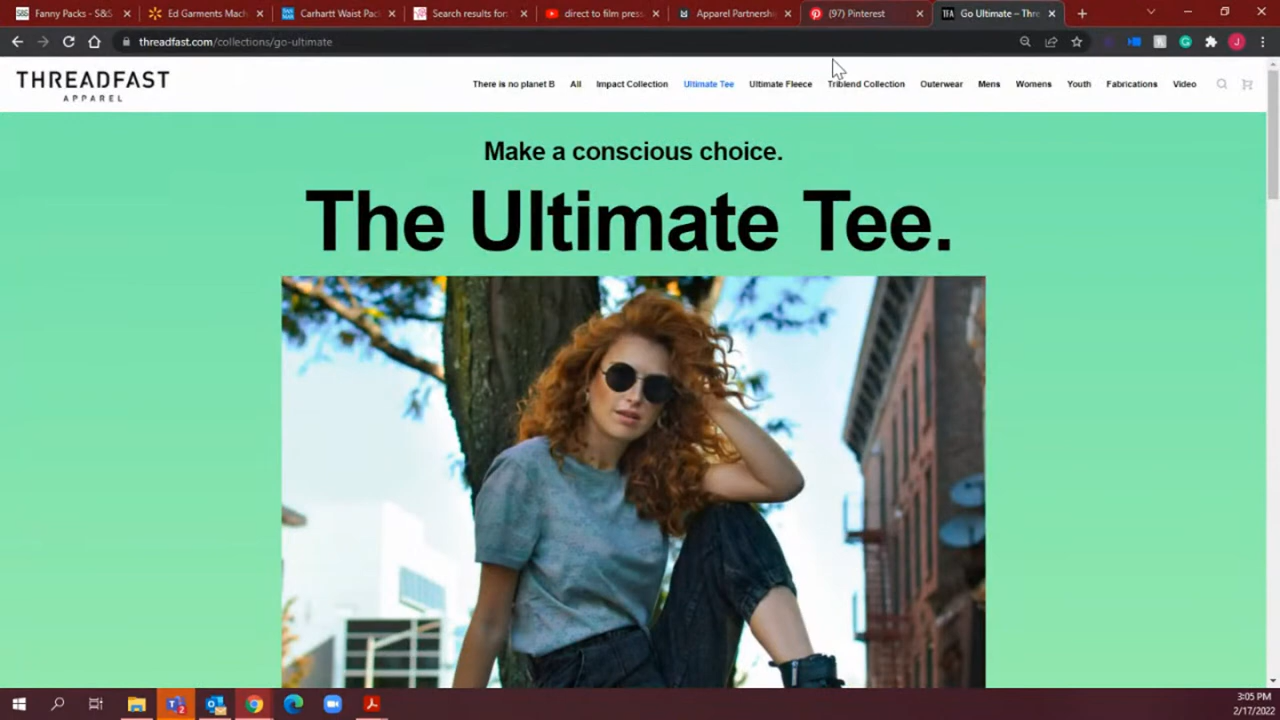 Fanny Packs - S&S
Ed Garments Mach
Carhartt Waist Pac
Search results for:
direct to film press
Apparel Partnership
(97) Pinterest
Go Ultimate – Thre
threadfast.com/collections/go-ultimate
THREADFAST
APPAREL
There is no planet B
All
Impact Collection
Ultimate Tee
Ultimate Fleece
Triblend Collection
Outerwear
Mens
Womens
Youth
Fabrications
Video
Make a conscious choice.
The Ultimate Tee.
3:05 PM
2/17/2022